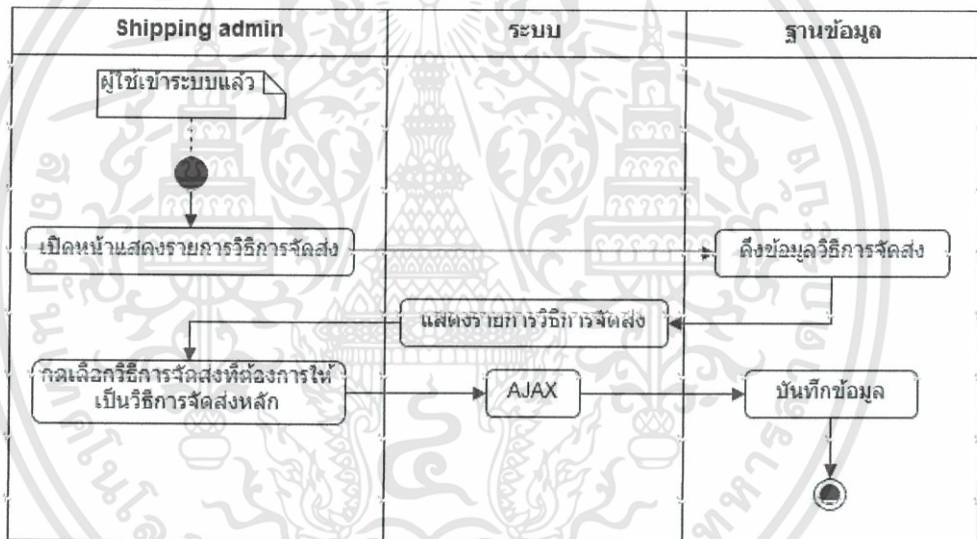 Shipping admin
ระบบ
ฐานข้อมูล
ผู้ใช้เข้าระบบแล้ว
เปิดหน้าแสดงรายการวิธีการจัดส่ง
ดึงข้อมูลวิธีการจัดส่ง
แสดงรายการวิธีการจัดส่ง
กดเลือกวิธีการจัดส่งที่ต้องการให้
เป็นวิธีการจัดส่งหลัก
AJAX
บันทึกข้อมูล